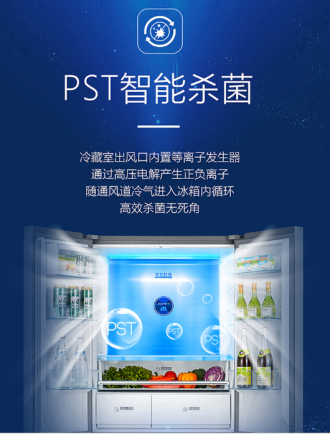 PST智能杀菌
冷藏室出风口内置等离子发生器
通过高压电解产生正负离子
随通风道冷气进入冰箱内循环
高效杀菌无死角
PST
PST